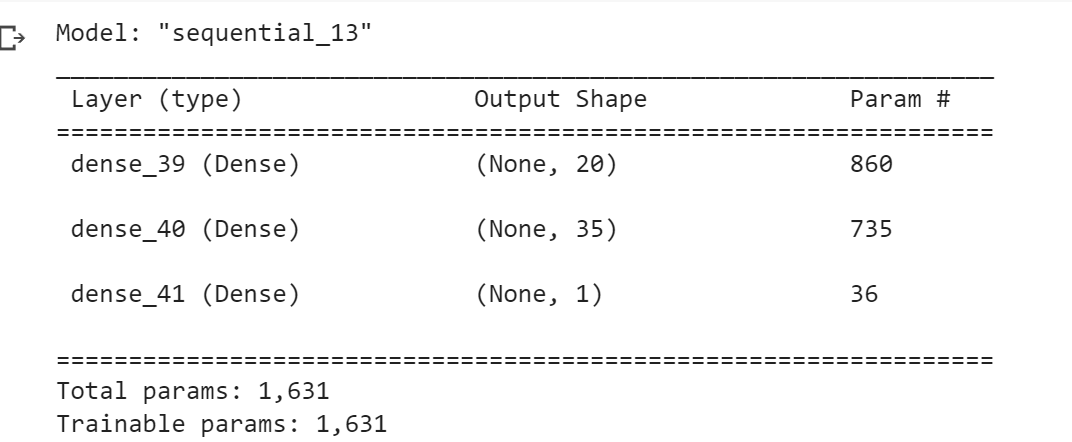 Model: "sequential_13"
Layer (type) Output Shape Param #
dense_39 (Dense) (None, 20) 860
dense_40 (Dense) (None, 35) 735
dense_41 (Dense) (None, 1) 36
Total params: 1,631
Trainable params: 1,631